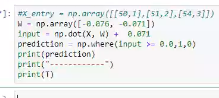 [7]: #X_entry = np.array([[50,1],[51,2],[54,3]])
W = np.array([-0.076, -0.071])
input = np.dot(X, W) + 0.071
prediction = np.where(input >= 0.0,1,0)
print(prediction)
print("-----------")
print(T)